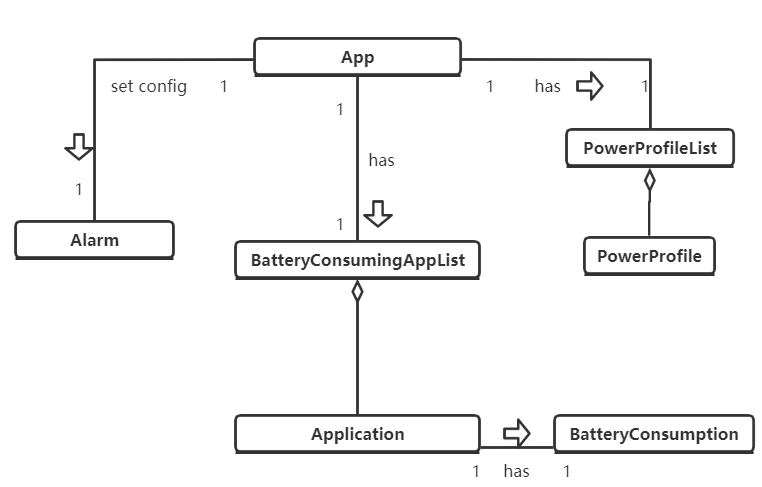 App
set config 1
1 has 1
1
PowerProfileList
has
1
1
Alarm
PowerProfile
BatteryConsumingAppList
Application
BatteryConsumption
1 has 1